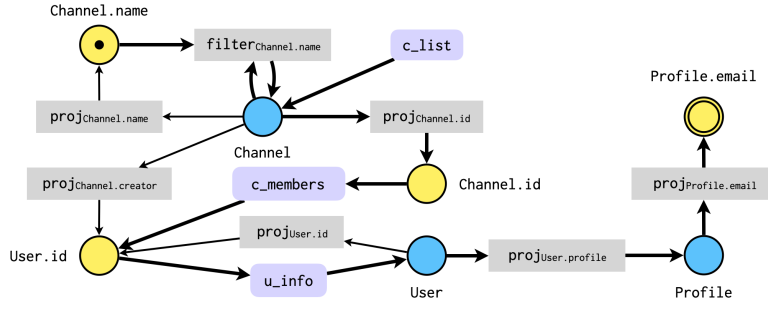 Channel.name
filterChannel.name
c_list
Profile.email
projChannel.name
projChannel.id
Channel
projChannel.creator
c_members
Channel.id
projProfile.email
projUser.id
User.id
projUser.profile
u_info
User
Profile